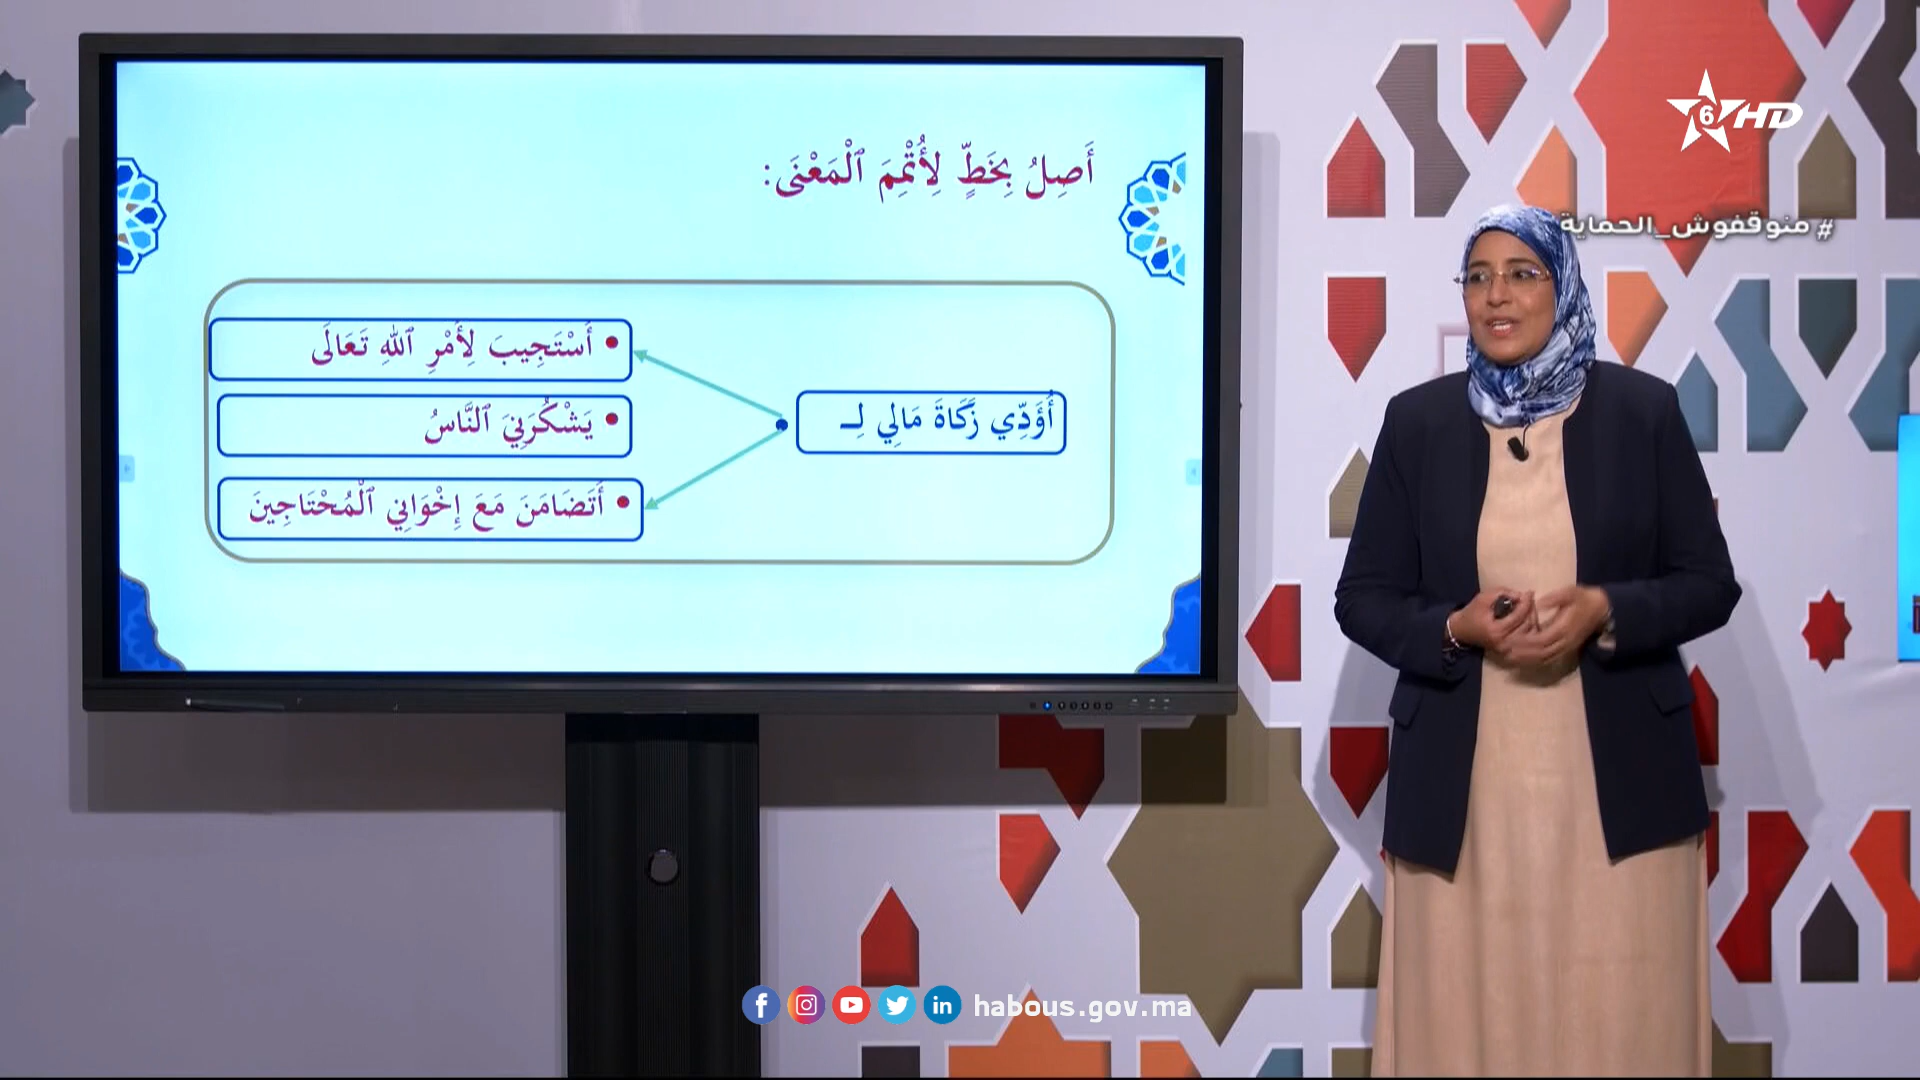 أَصِلُ بِخَطٍّ لِأُتْمِمَ ٱلْمَعْنَى:
أُؤَدِّي زَكَاةَ مَالِي لِـ
• أَسْتَجِيبَ لِأَمْرِ ٱللهِ تَعَالَى
• يَشْكُرَنِيَ ٱلنَّاسُ
• أَتَضَامَنَ مَعَ إِخْوَانِي ٱلْمُحْتَاجِينَ
6 HD
# منوقفوش_الحماية
habous.gov.ma